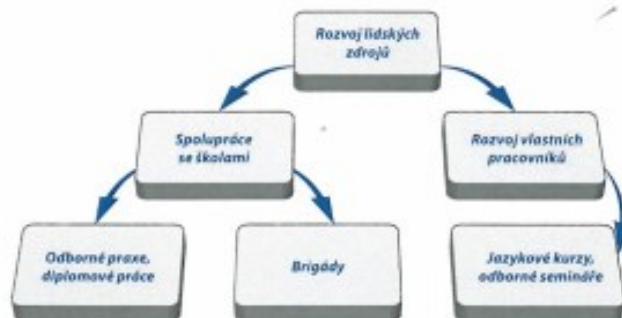 Rozvoj lidských
zdrojů
Spolupráce
se školami
Rozvoj vlastních
pracovníků
Odborné praxe,
diplomové práce
Brigády
Jazykové kurzy,
odborné semináře